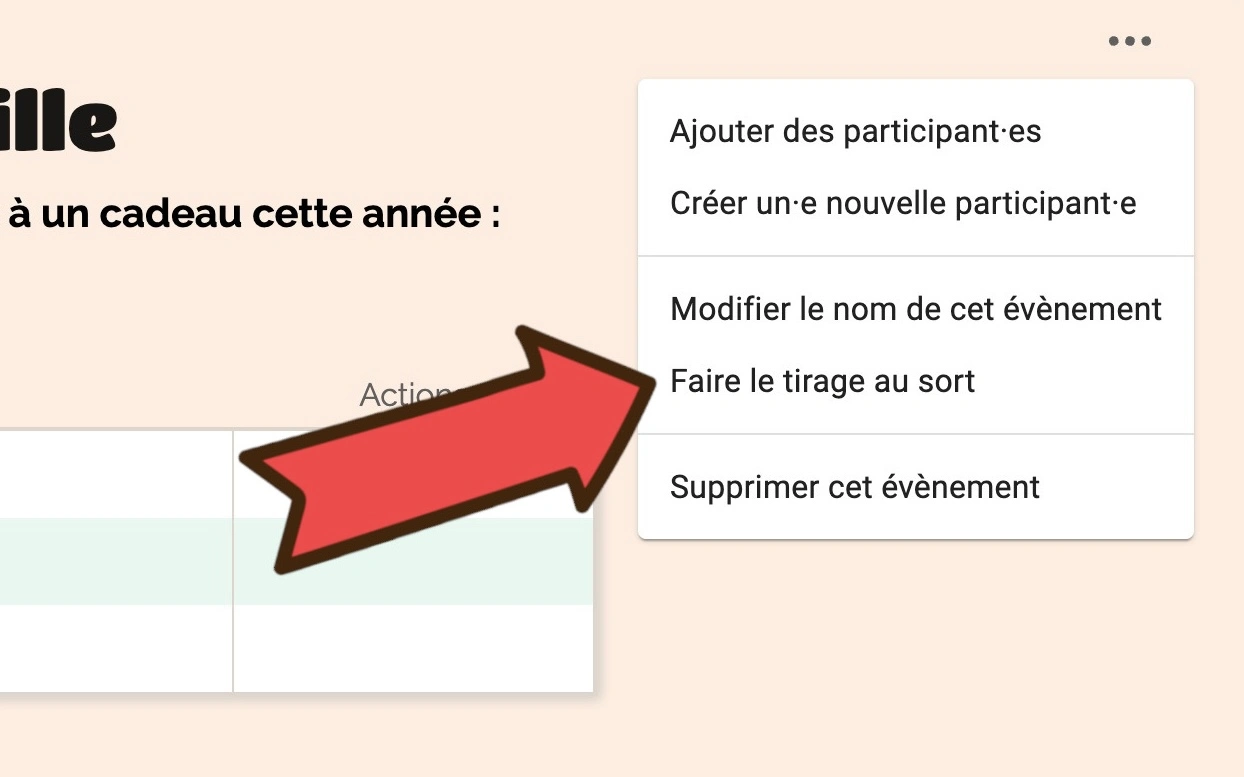 ille
à un cadeau cette année :
Actions
Ajouter des participant·es
Créer un·e nouvelle participant·e
Modifier le nom de cet évènement
Faire le tirage au sort
Supprimer cet évènement